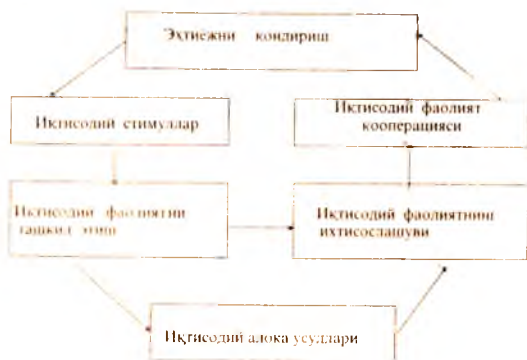 Эҳтиёжни қондириш
Иқтисодий стимуллар
Иқтисодий фаолият
кооперацияси
Иқтисодий фаолиятни
ташкил этиш
Иқтисодий фаолиятнинг
ихтисослашуви
Иқтисодий алоқа усуллари